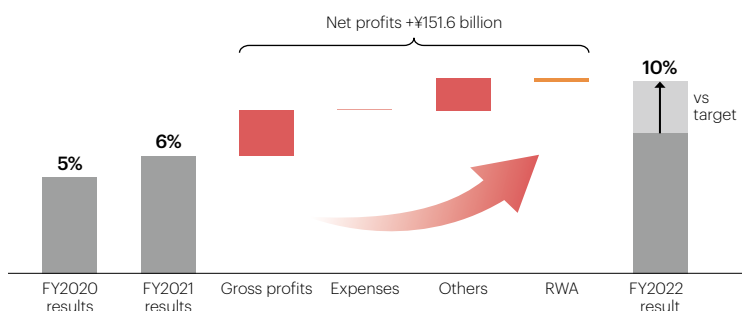 Net profits +¥151.6 billion
10%
vs
target
6%
5%
FY2020
results
FY2021
results
Gross profits
Expenses
Others
RWA
FY2022
result